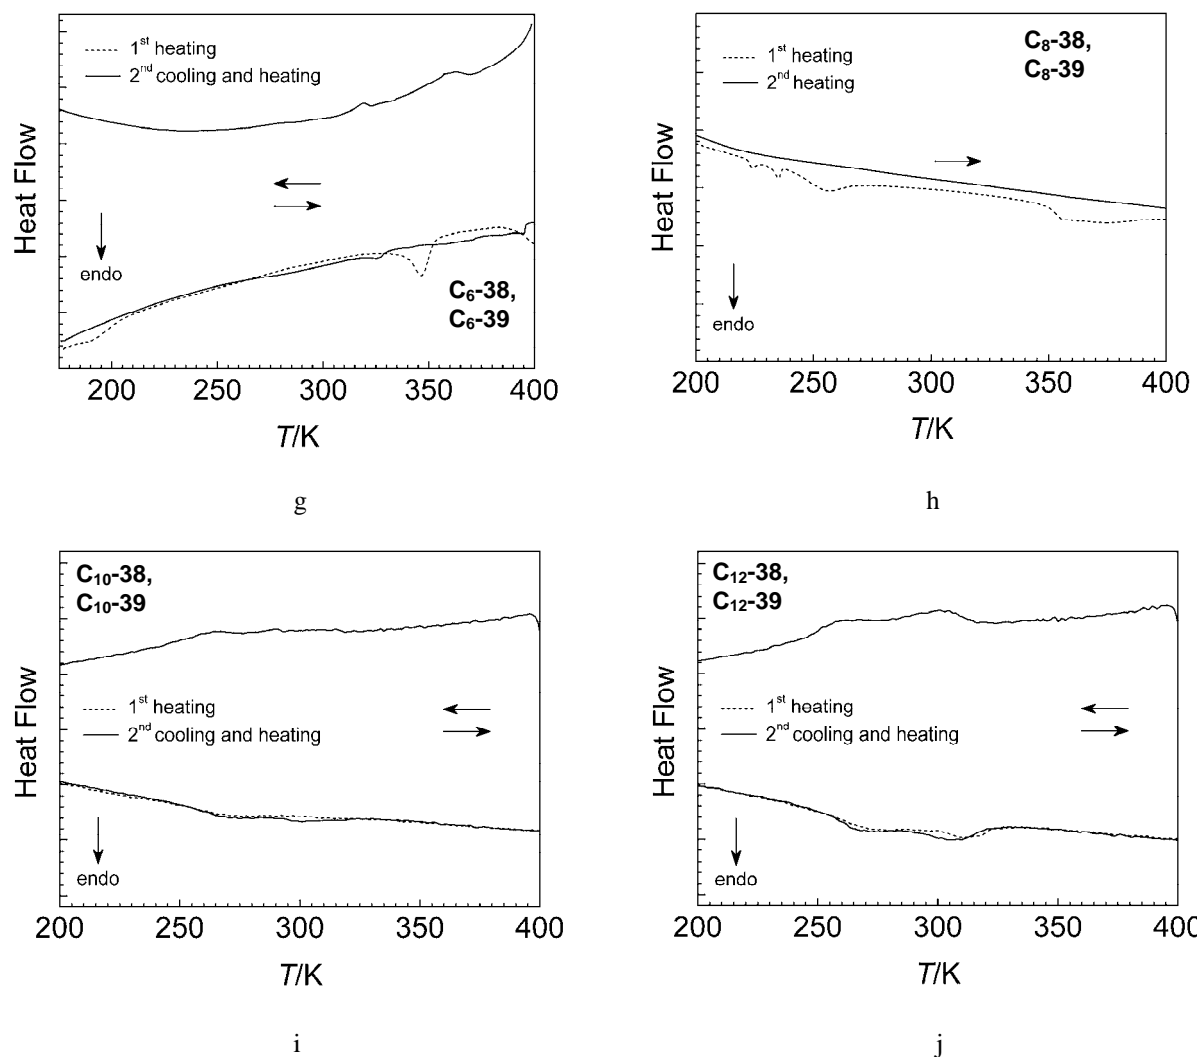 1st heating
2nd cooling and heating
Heat Flow
endo
C6-38,
C6-39
200 250 300 350 400
T/K
g
C8-38,
C8-39
1st heating
2nd heating
Heat Flow
endo
200 250 300 350 400
T/K
h
C10-38,
C10-39
1st heating
2nd cooling and heating
Heat Flow
endo
200 250 300 350 400
T/K
i
C12-38,
C12-39
1st heating
2nd cooling and heating
Heat Flow
endo
200 250 300 350 400
T/K
j